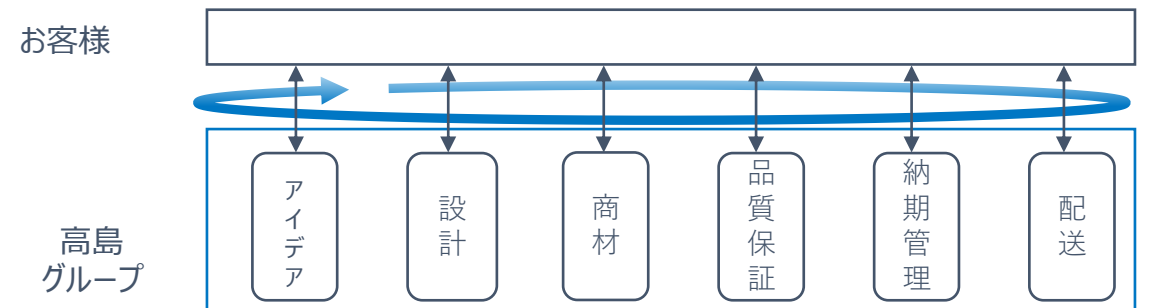 お客様
アイデア
設計
商材
品質保証
納期管理
配送
高島
グループ